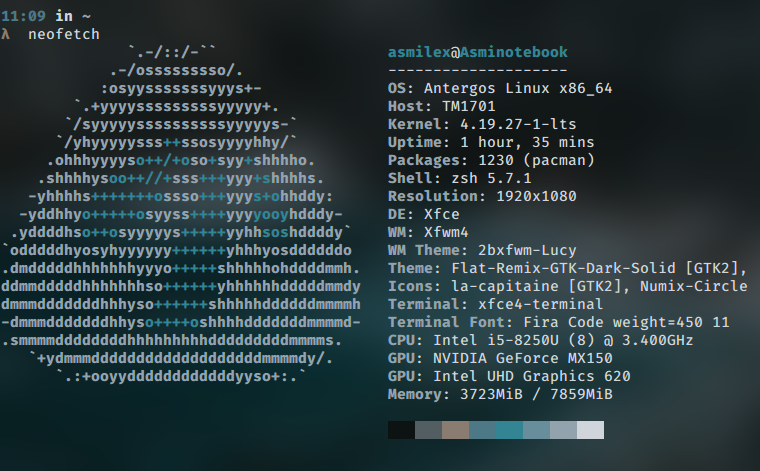 11:09 in ~
λ  neofetch
`.-/::/-``
.-/osssssssso/.
:osyysssssssyyys+-
`.+yyyysssssssssyyyyy+.
`/syyyyyssssssssssyyyyys-`
`/yhyyyyysss++ssosyyyyhhy/`
.ohhhyyyyso++/+oso+syy+shhhho.
.shhhhysoo++//+sss+++yyy+shhhhs.
-yhhhhs+++++++ossso+++yyys+ohhddy:
-yddhhyo+++++osyyss++++yyyyooyhdddy-
.yddddhso++osyyyyys+++++yyhhsoshddddy`
`odddddhyosyhyyyyyy++++++yhhhyosddddddo
.dmdddddhhhhhhhyyyo+++++shhhhhohddddmmh.
ddmdddddhhhhhhhso++++++yhhhhhhdddddmmdy
dmmmdddddddhhhyso++++++shhhhhddddddmmmmh
-dmmmdddddddhhyso++++oshhhhdddddddmmmmd-
.smmmmddddddddhhhhhhhhhdddddddddmmmms.
`+ydmmmdddddddddddddddddddmmmmdy/.
`.:+ooyyddddddddddddyyso+:.`
asmilex@Asminotebook
--------------------
OS: Antergos Linux x86_64
Host: TM1701
Kernel: 4.19.27-1-lts
Uptime: 1 hour, 35 mins
Packages: 1230 (pacman)
Shell: zsh 5.7.1
Resolution: 1920x1080
DE: Xfce
WM: Xfwm4
WM Theme: 2bxfwm-Lucy
Theme: Flat-Remix-GTK-Dark-Solid [GTK2],
Icons: la-capitaine [GTK2], Numix-Circle
Terminal: xfce4-terminal
Terminal Font: Fira Code weight=450 11
CPU: Intel i5-8250U (8) @ 3.400GHz
GPU: NVIDIA GeForce MX150
GPU: Intel UHD Graphics 620
Memory: 3723MiB / 7859MiB